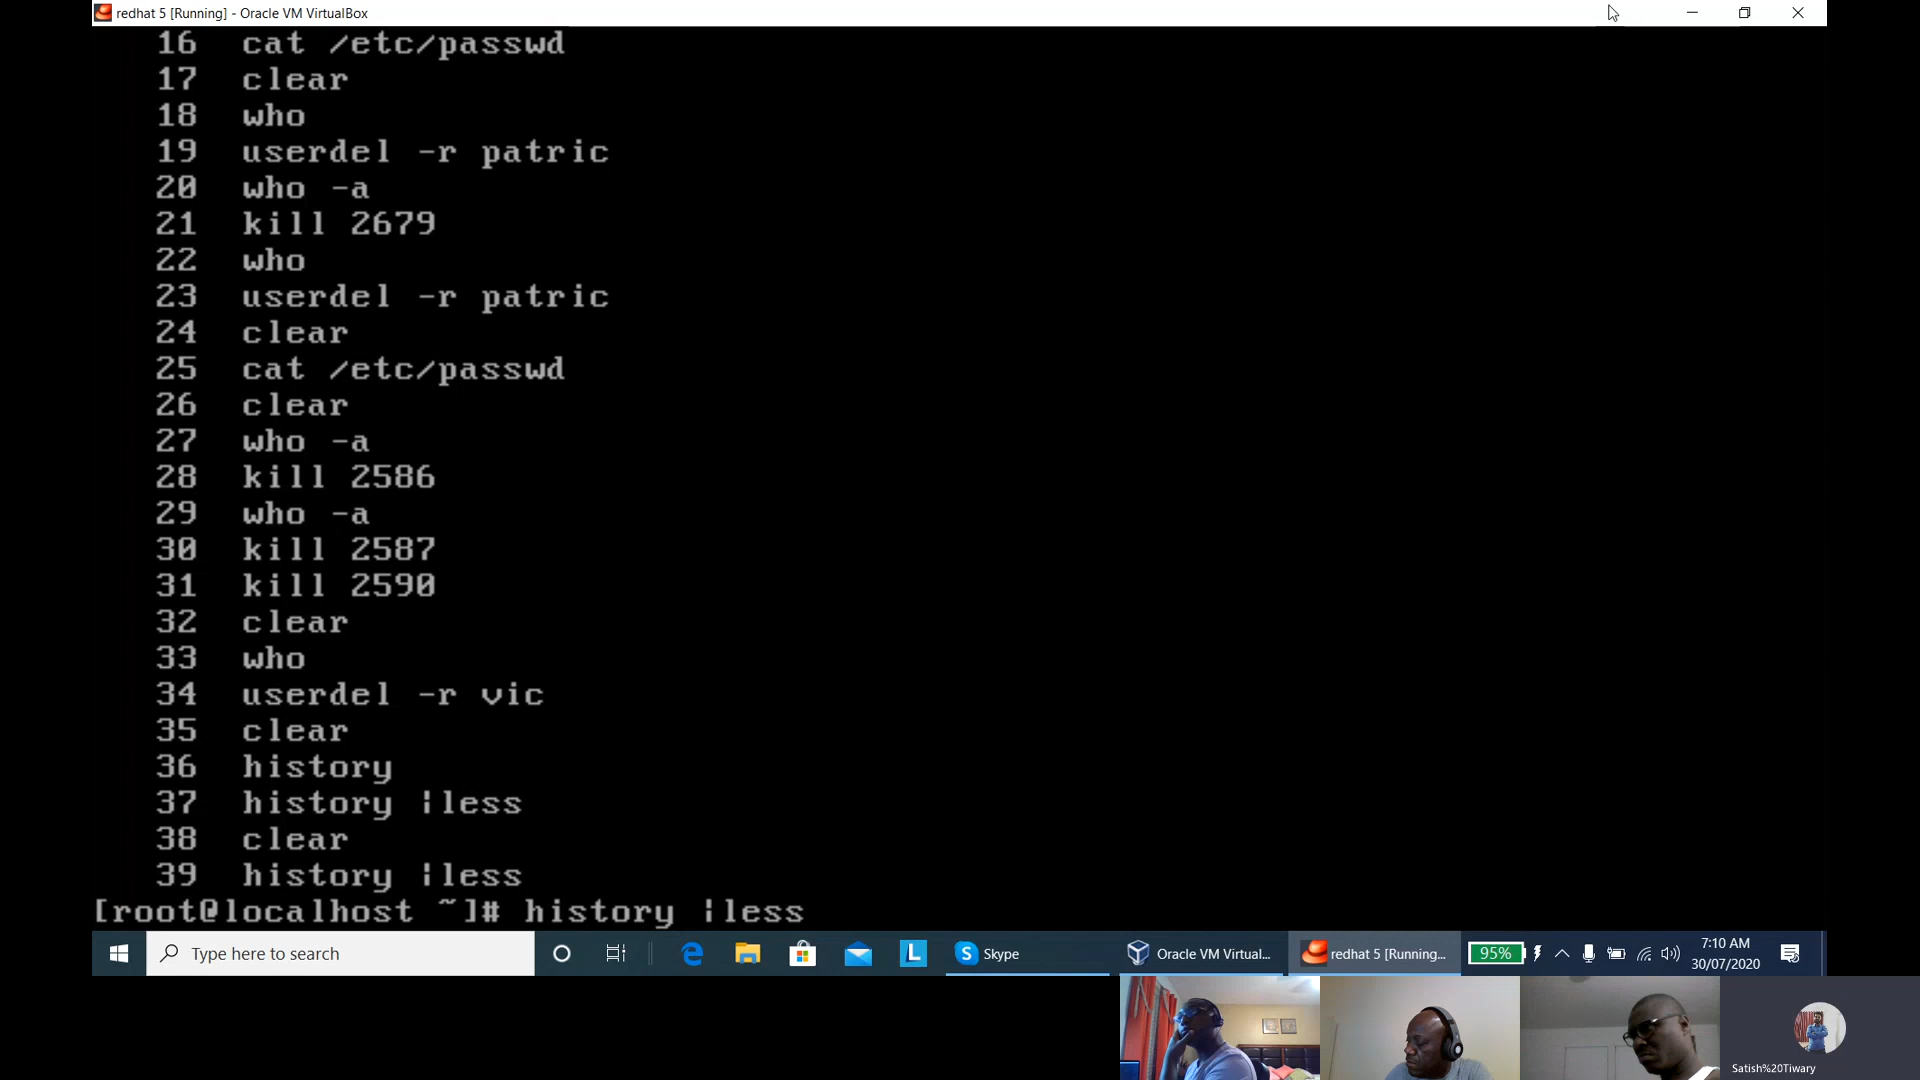 redhat 5 [Running] - Oracle VM VirtualBox
16 cat /etc/passwd
17 clear
18 who
19 userdel -r patric
20 who -a
21 kill 2679
22 who
23 userdel -r patric
24 clear
25 cat /etc/passwd
26 clear
27 who -a
28 kill 2586
29 who -a
30 kill 2587
31 kill 2590
32 clear
33 who
34 userdel -r vic
35 clear
36 history
37 history |less
38 clear
39 history |less
[root@localhost ~]# history |less
Type here to search
L
S Skype
Oracle VM Virtual...
redhat 5 [Running...
95%
7:10 AM
30/07/2020
Satish%20Tiwary